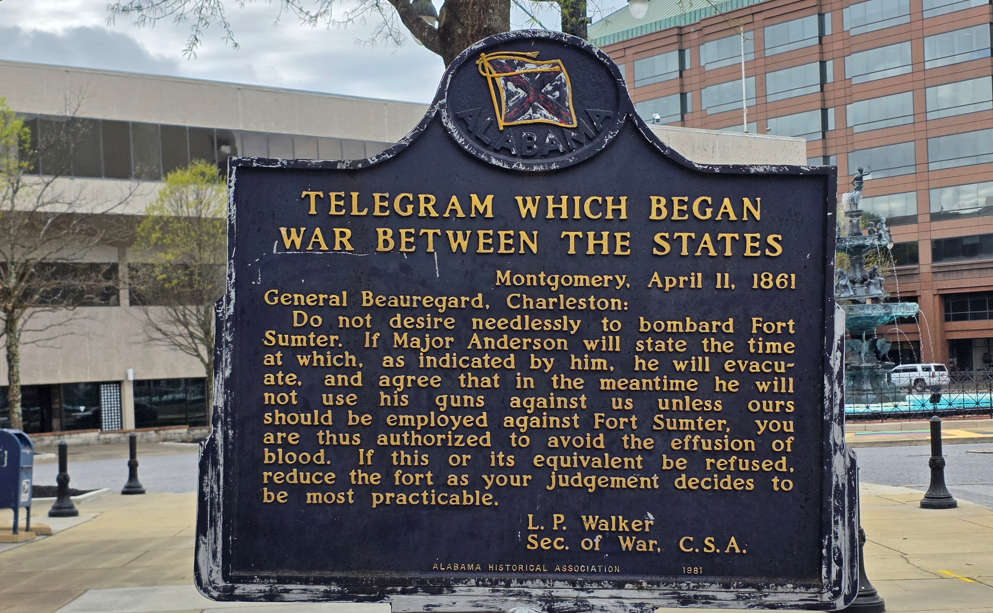 ALABAMA
TELEGRAM WHICH BEGAN
WAR BETWEEN THE STATES
Montgomery, April 11, 1861
General Beauregard, Charleston:
Do not desire needlessly to bombard Fort
Sumter. If Major Anderson will state the time
at which, as indicated by him, he will evacu-
ate, and agree that in the meantime he will
not use his guns against us unless ours
should be employed against Fort Sumter, you
are thus authorized to avoid the effusion of
blood. If this or its equivalent be refused,
reduce the fort as your judgement decides to
be most practicable.
L. P. Walker
Sec. of War, C.S.A.
ALABAMA HISTORICAL ASSOCIATION 1981